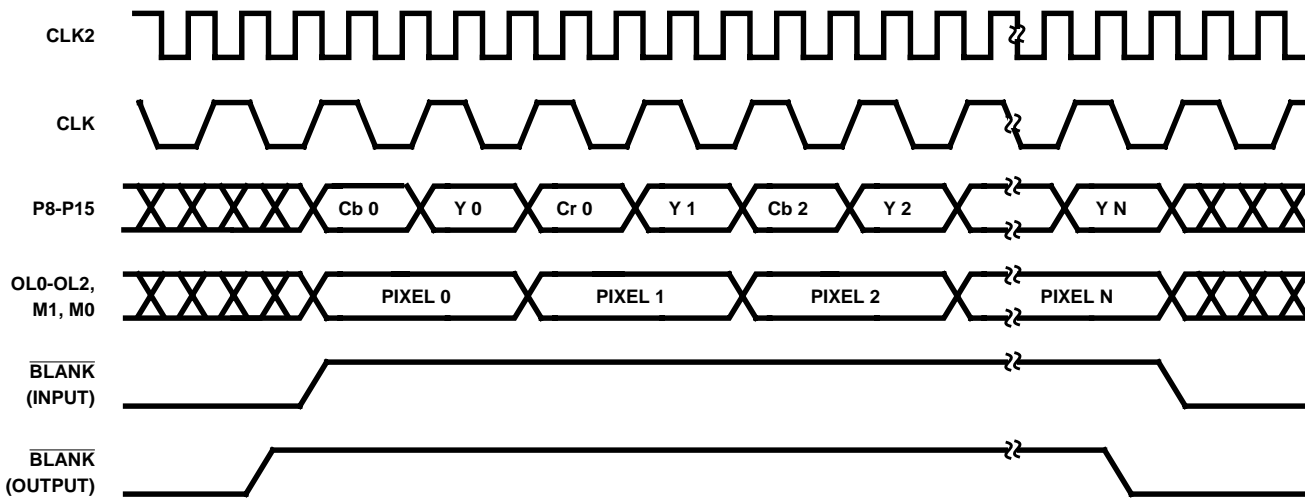 CLK2
CLK
P8-P15
Cb 0 Y 0 Cr 0 Y 1 Cb 2 Y 2 Y N
OL0-OL2,
M1, M0
PIXEL 0 PIXEL 1 PIXEL 2 PIXEL N
BLANK
(INPUT)
BLANK
(OUTPUT)